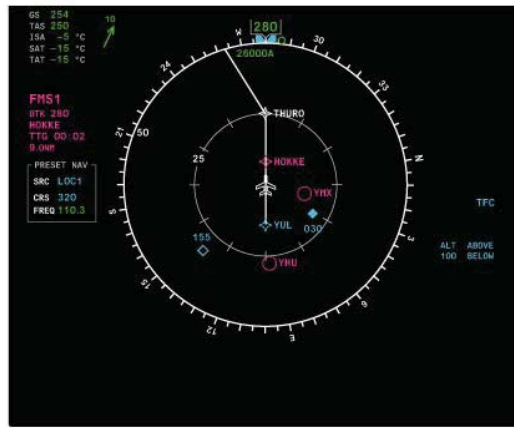 GS 254
TAS 250
ISA -5 °C
SAT -15 °C
TAT -15 °C
10
280
26000A
W
30
33
N
3
6
E
12
15
S
21
24
50
25
FMS1
DTK 280
HOKKE
TTG 00:02
9.0NM
PRESET NAV
SRC LOC1
CRS 320
FREQ 110.3
THURO
HOKKE
YMX
YUL
030
155
YHU
TFC
ALT ABOVE
100 BELOW